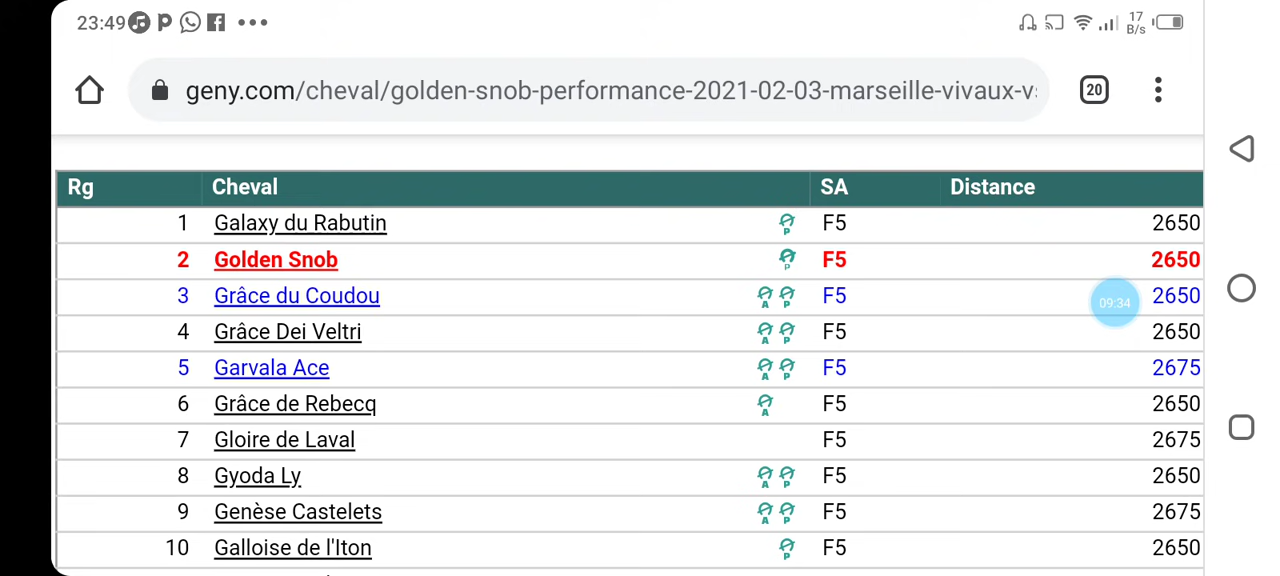 23:49 17 B/s
geny.com/cheval/golden-snob-performance-2021-02-03-marseille-vivaux-v 20
Rg Cheval SA Distance
1 Galaxy du Rabutin P F5 2650
2 Golden Snob P F5 2650
3 Grâce du Coudou A P F5 2650
09:34
4 Grâce Dei Veltri A P F5 2650
5 Garvala Ace A P F5 2675
6 Grâce de Rebecq A F5 2650
7 Gloire de Laval F5 2675
8 Gyoda Ly A P F5 2650
9 Genèse Castelets A P F5 2675
10 Galloise de l'Iton P F5 2650